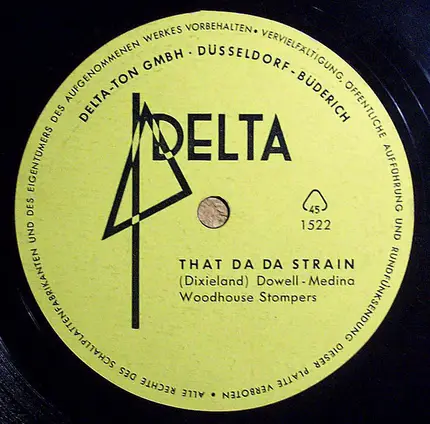 ALLE RECHTE DES SCHALLPLATTENFABRIKANTEN UND DES EIGENTÜMERS DES AUFGENOMMENEN WERKES VORBEHALTEN • VERVIELFÄLTIGUNG, ÖFFENTLICHE AUFFÜHRUNG UND RUNDFUNKSENDUNG DIESER PLATTE VERBOTEN •
DELTA-TON GMBH · DÜSSELDORF-BÜDERICH
DELTA
45
1522
THAT DA DA STRAIN
(Dixieland) Dowell-Medina
Woodhouse Stompers